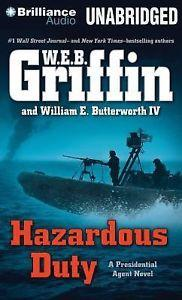 Brilliance
Audio
UNABRIDGED
#1 Wall Street Journal– and New York Times–bestselling authors
W.E.B.
Griffin
and William E. Butterworth IV
Hazardous
Duty
A Presidential
Agent Novel